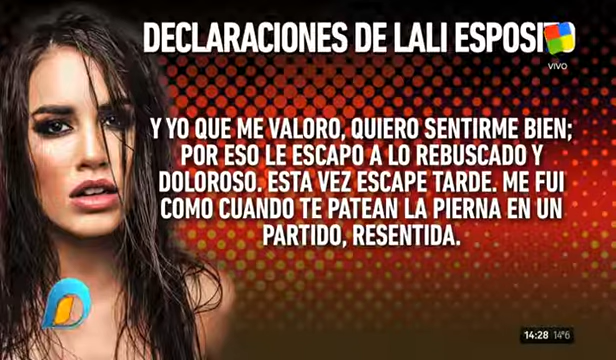 DECLARACIONES DE LALI ESPOSIT
VIVO
Y YO QUE ME VALORO, QUIERO SENTIRME BIEN;
POR ESO LE ESCAPO A LO REBUSCADO Y
DOLOROSO. ESTA VEZ ESCAPE TARDE. ME FUI
COMO CUANDO TE PATEAN LA PIERNA EN UN
PARTIDO, RESENTIDA.
14:28 14°6